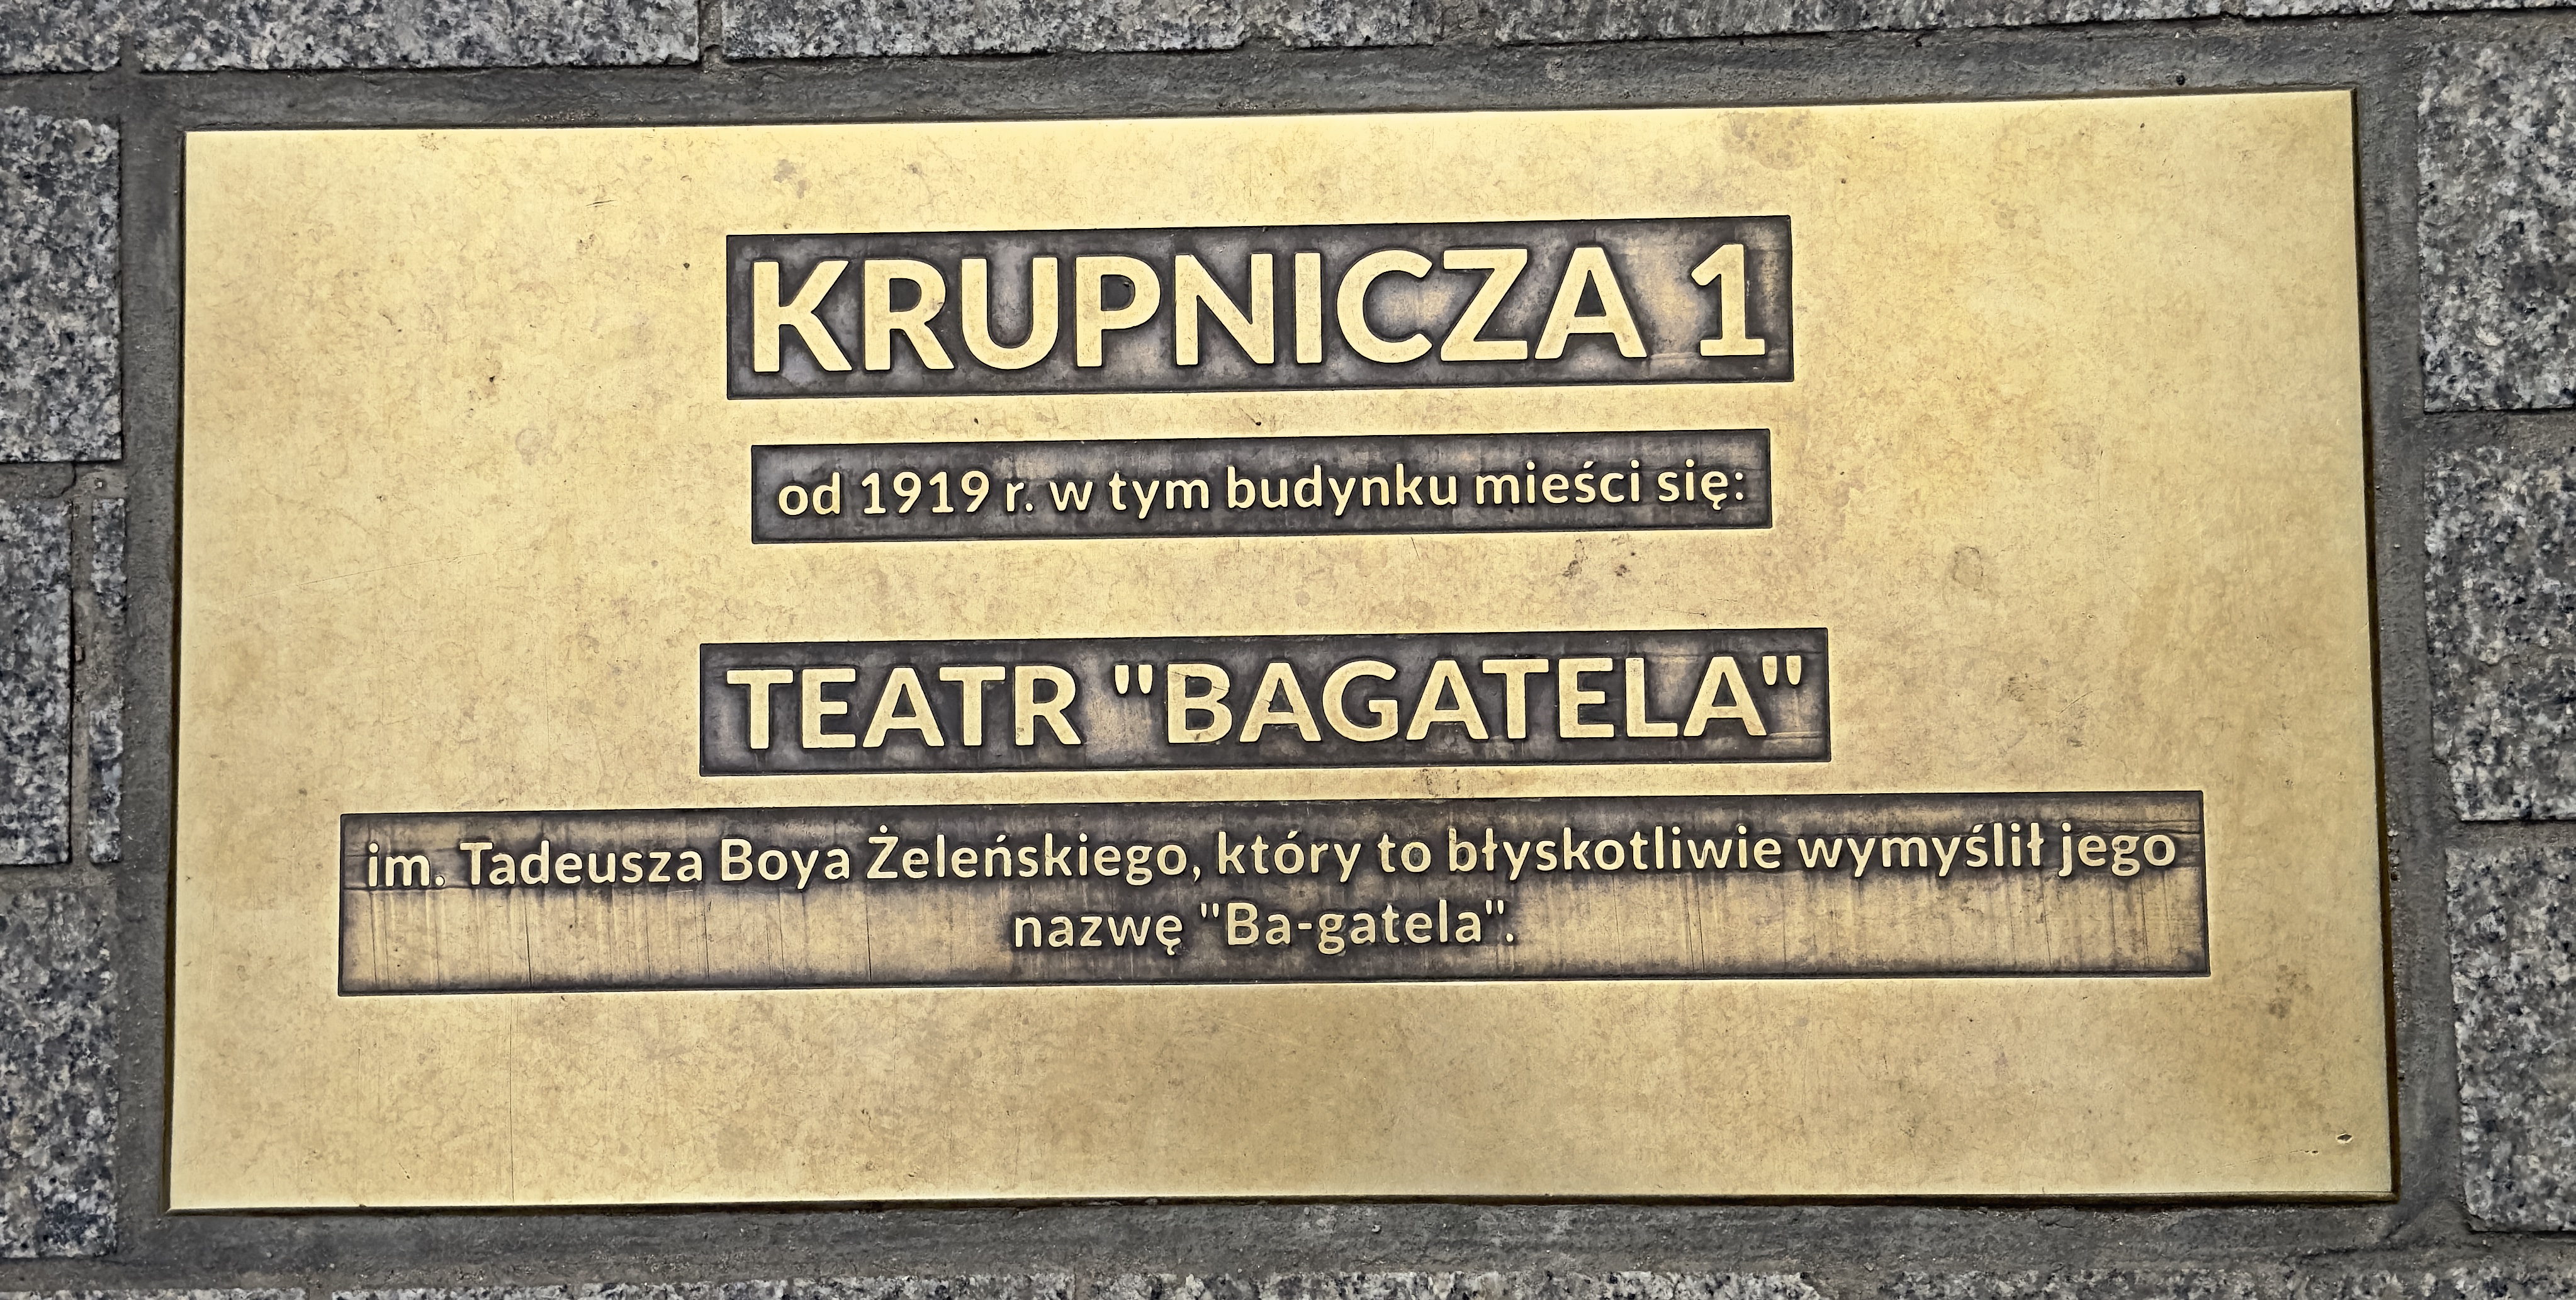 KRUPNICZA 1
od 1919 r. w tym budynku mieści się:
TEATR "BAGATELA"
im. Tadeusza Boya Żeleńskiego, który to błyskotliwie wymyślił jego
nazwę "Ba-gatela".